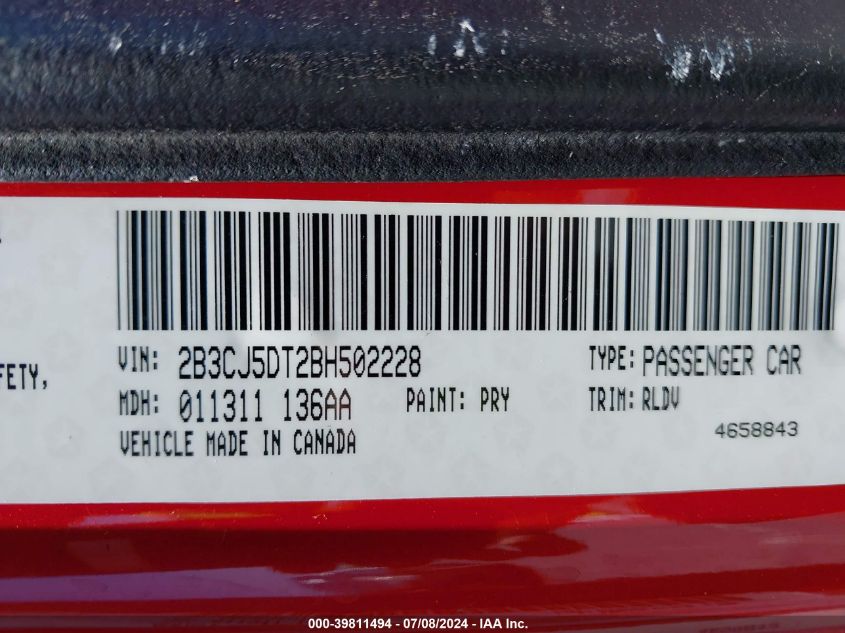 VIN: 2B3CJ5DT2BH502228 TYPE: PASSENGER CAR
FETY,
MDH: 011311 136AA PAINT: PRY TRIM: RLDV
VEHICLE MADE IN CANADA 4658843
000-39811494 - 07/08/2024 - IAA Inc.